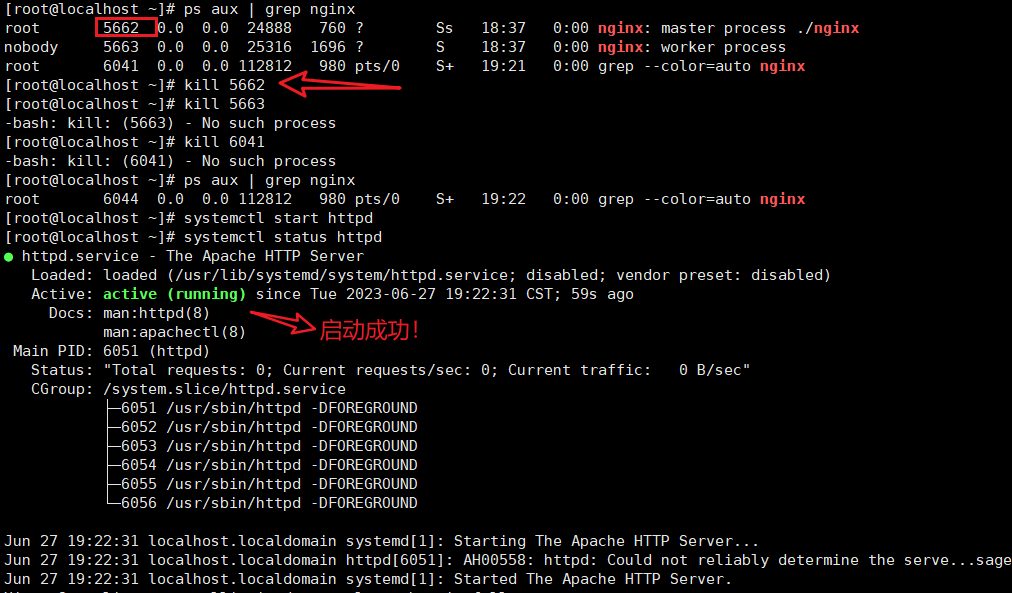 [root@localhost ~]# ps aux | grep nginx
root      5662  0.0  0.0  24888   760 ?        Ss   18:37   0:00 nginx: master process ./nginx
nobody    5663  0.0  0.0  25316  1696 ?        S    18:37   0:00 nginx: worker process
root      6041  0.0  0.0 112812   980 pts/0    S+   19:21   0:00 grep --color=auto nginx
[root@localhost ~]# kill 5662
[root@localhost ~]# kill 5663
-bash: kill: (5663) - No such process
[root@localhost ~]# kill 6041
-bash: kill: (6041) - No such process
[root@localhost ~]# ps aux | grep nginx
root      6044  0.0  0.0 112812   980 pts/0    S+   19:22   0:00 grep --color=auto nginx
[root@localhost ~]# systemctl start httpd
[root@localhost ~]# systemctl status httpd
● httpd.service - The Apache HTTP Server
   Loaded: loaded (/usr/lib/systemd/system/httpd.service; disabled; vendor preset: disabled)
   Active: active (running) since Tue 2023-06-27 19:22:31 CST; 59s ago
     Docs: man:httpd(8)
           man:apachectl(8)
启动成功！
 Main PID: 6051 (httpd)
   Status: "Total requests: 0; Current requests/sec: 0; Current traffic:   0 B/sec"
   CGroup: /system.slice/httpd.service
           ├─6051 /usr/sbin/httpd -DFOREGROUND
           ├─6052 /usr/sbin/httpd -DFOREGROUND
           ├─6053 /usr/sbin/httpd -DFOREGROUND
           ├─6054 /usr/sbin/httpd -DFOREGROUND
           ├─6055 /usr/sbin/httpd -DFOREGROUND
           └─6056 /usr/sbin/httpd -DFOREGROUND
Jun 27 19:22:31 localhost.localdomain systemd[1]: Starting The Apache HTTP Server...
Jun 27 19:22:31 localhost.localdomain httpd[6051]: AH00558: httpd: Could not reliably determine the serve...sage
Jun 27 19:22:31 localhost.localdomain systemd[1]: Started The Apache HTTP Server.